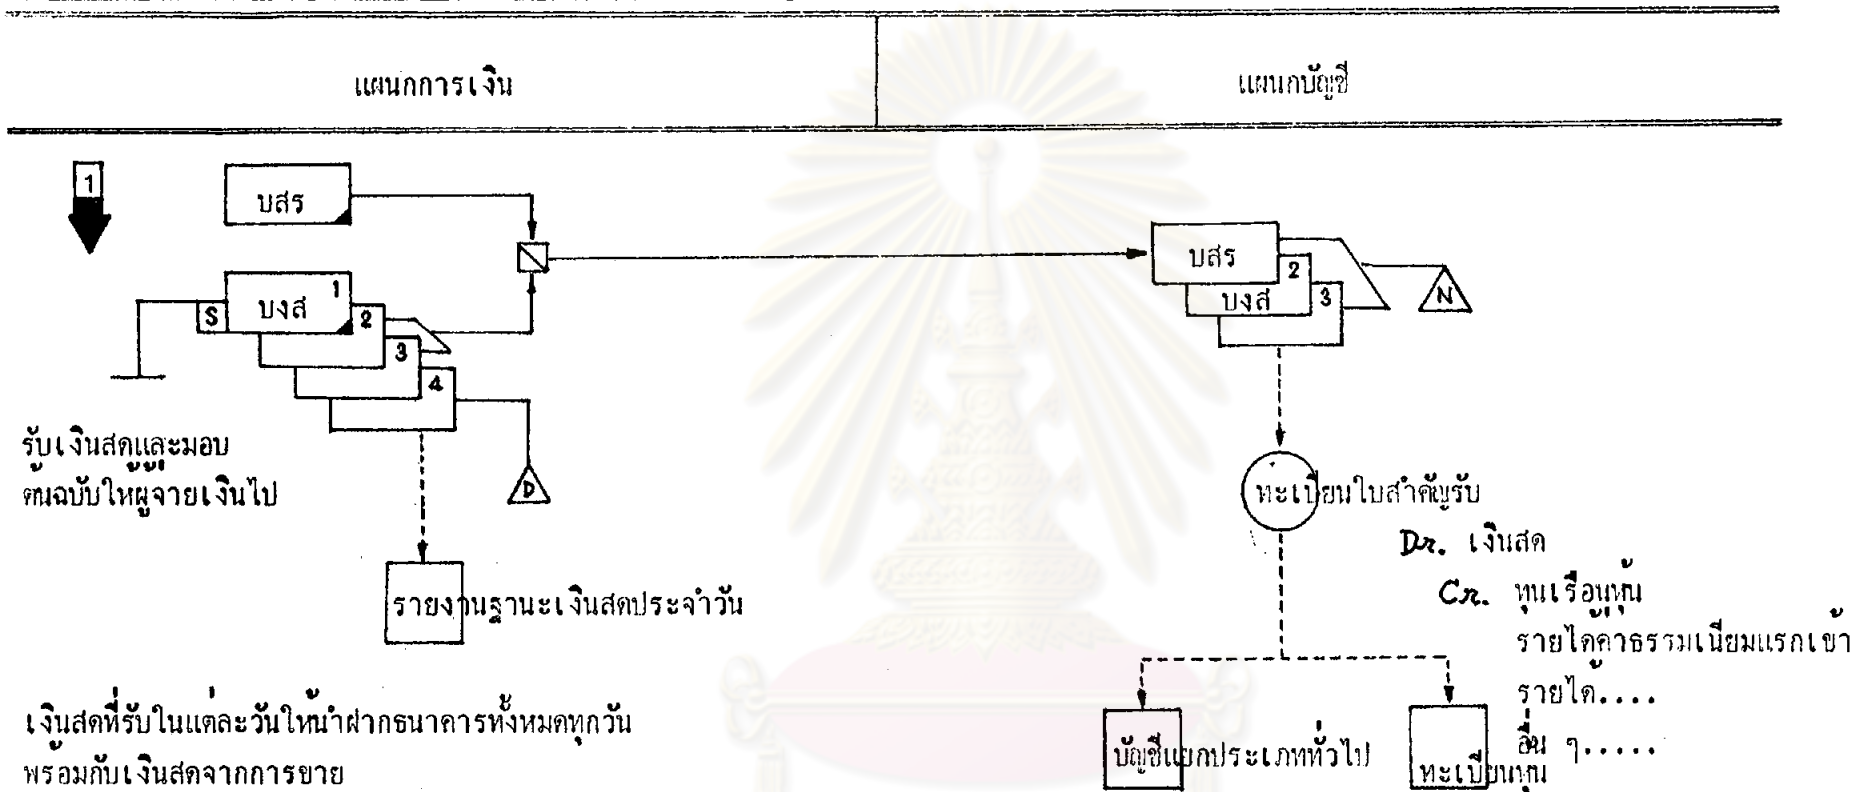 แผนกการเงิน
แผนกบัญชี
1
บสร
บงส์ 1
S
2
3
4
D
รับเงินสดและมอบ
ต้นฉบับให้ผู้จ่ายเงินไป
รายงานฐานะเงินสดประจำวัน
เงินสดที่รับในแต่ละวันให้นำฝากธนาคารทั้งหมดทุกวัน
พร้อมกับเงินสดจากการขาย
บสร
2
บงส์
3
N
ทะเบียนใบสำคัญรับ
Dr. เงินสด
Cr. ทุนเรือนหุ้น
รายได้ค่าธรรมเนียมแรกเข้า
รายได้....
อื่น ๆ.....
บัญชีแยกประเภททั่วไป
ทะเบียนหุ้น